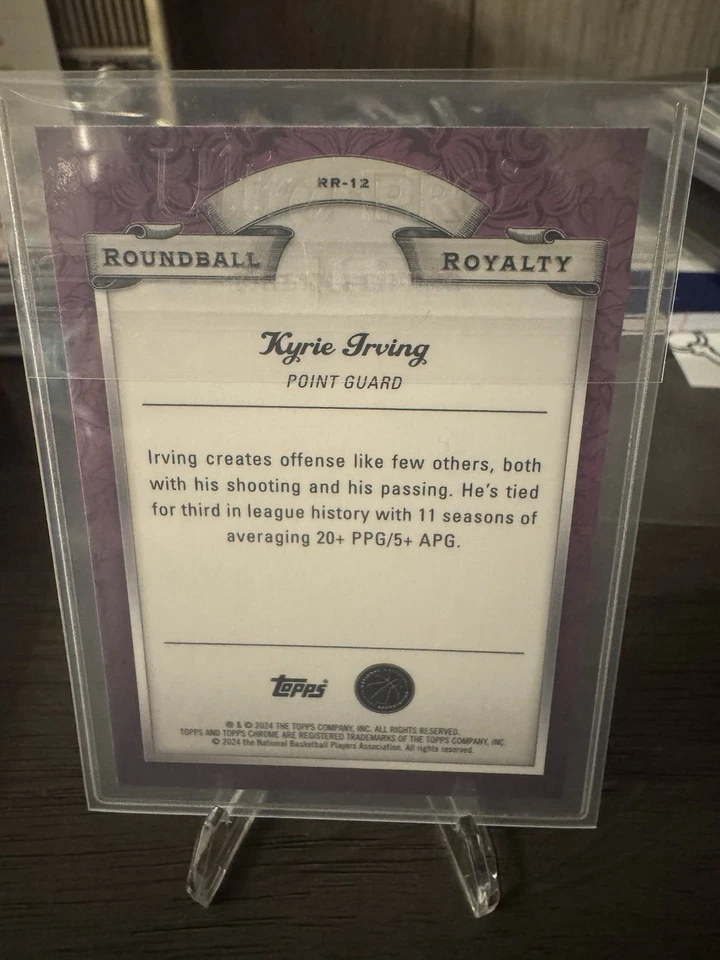 RR-12
ROUNDBALL ROYALTY
Kyrie Irving
POINT GUARD
Irving creates offense like few others, both
with his shooting and his passing. He's tied
for third in league history with 11 seasons of
averaging 20+ PPG/5+ APG.
Topps
® & © 2024 THE TOPPS COMPANY, INC. ALL RIGHTS RESERVED.
TOPPS AND TOPPS CHROME ARE REGISTERED TRADEMARKS OF THE TOPPS COMPANY, INC.
© 2024 the National Basketball Players Association. All rights reserved.